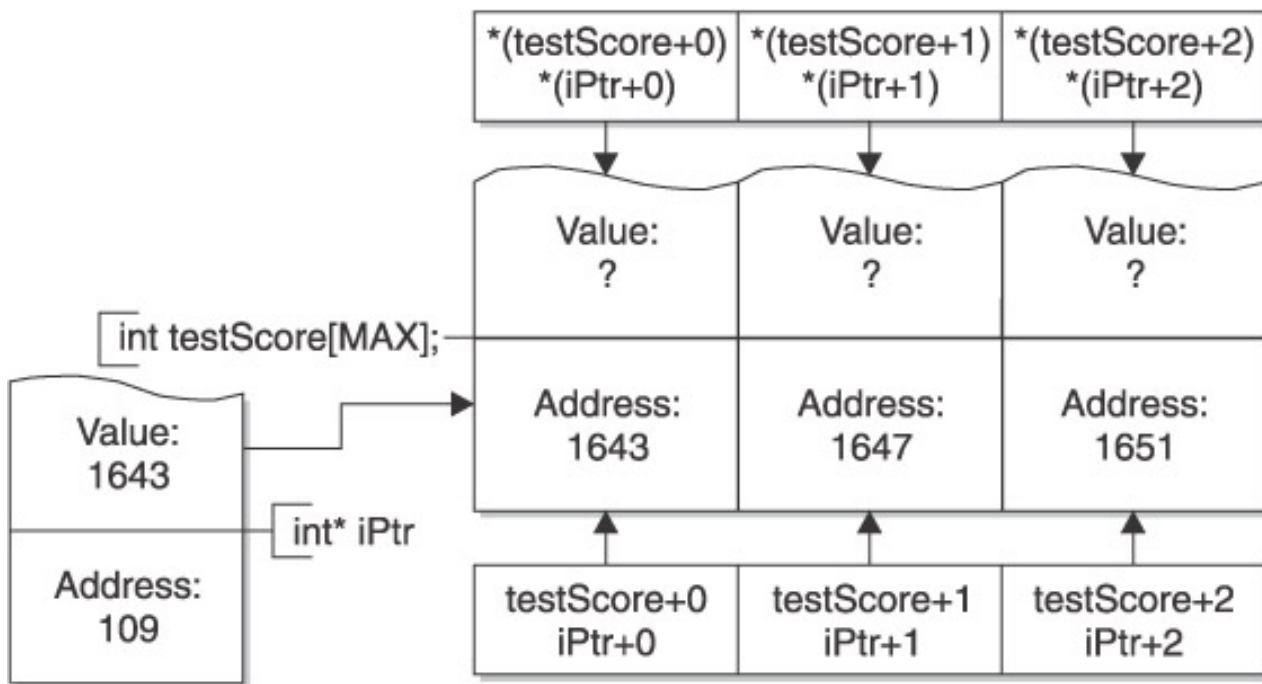 *(testScore+0)
*(iPtr+0)
*(testScore+1)
*(iPtr+1)
*(testScore+2)
*(iPtr+2)
Value:
?
Value:
?
Value:
?
int testScore[MAX];
Address:
1643
Address:
1647
Address:
1651
Value:
1643
int* iPtr
Address:
109
testScore+0
iPtr+0
testScore+1
iPtr+1
testScore+2
iPtr+2